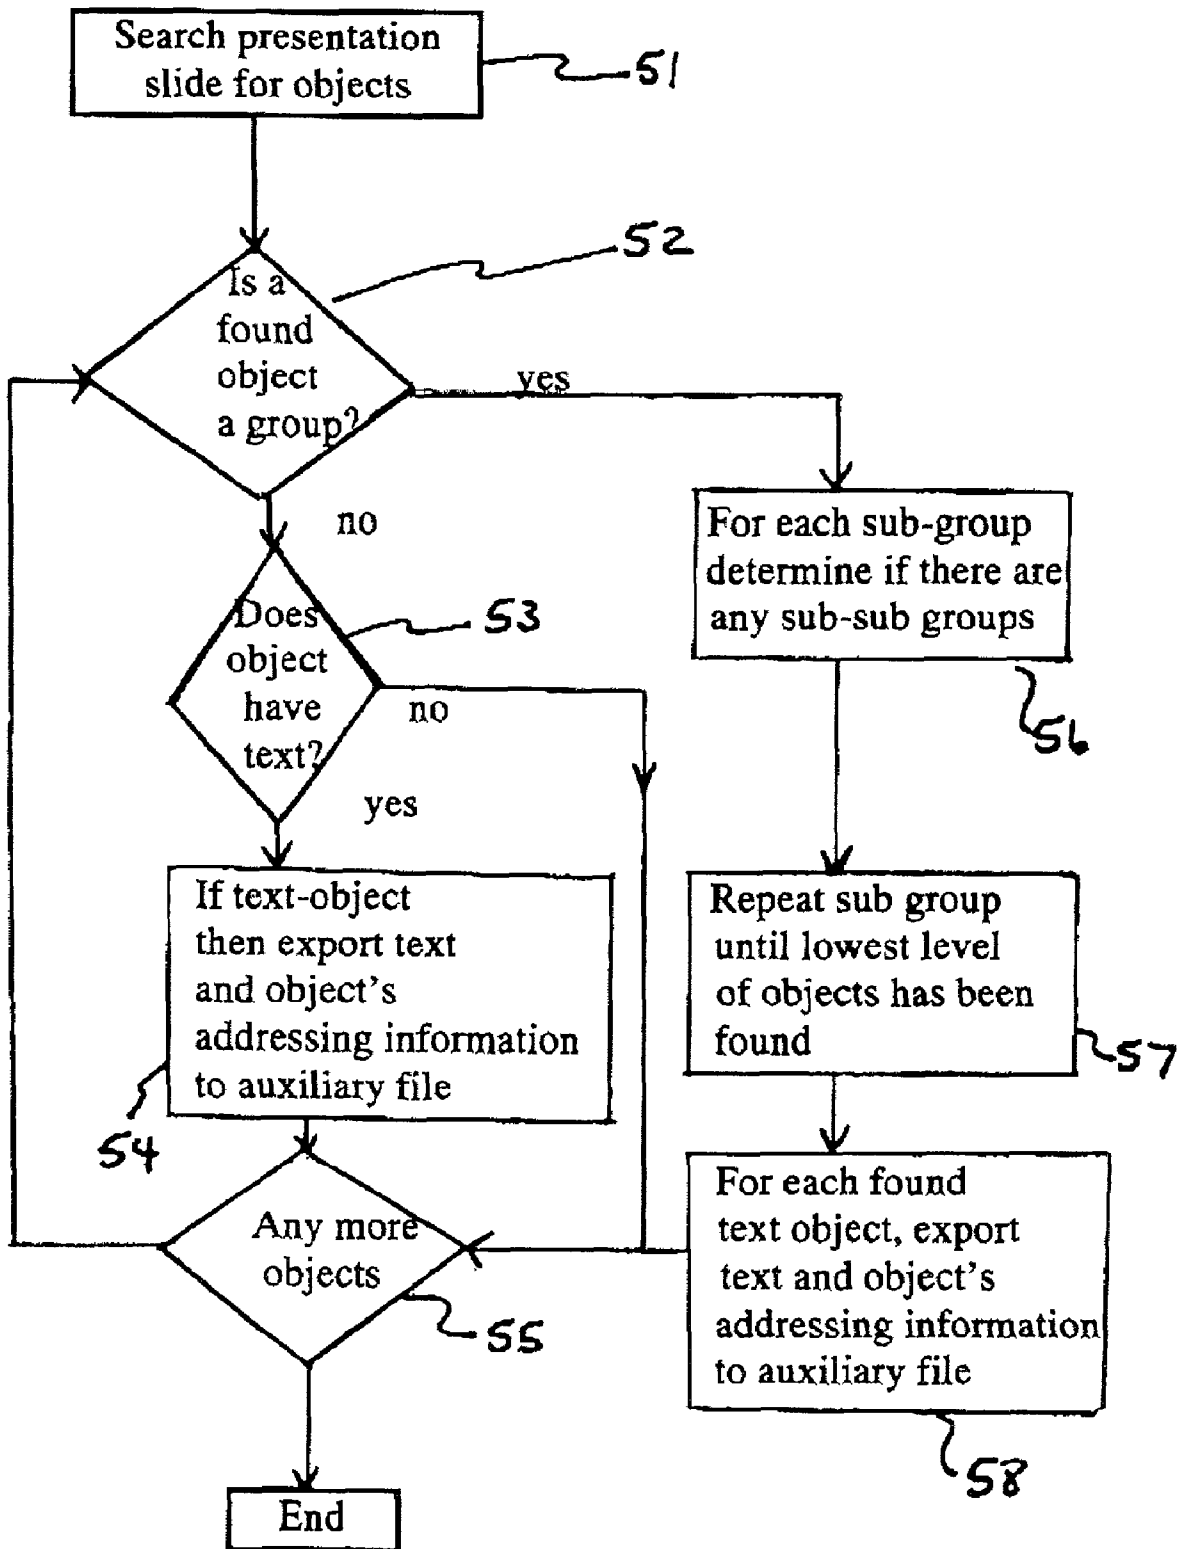 Search presentation
slide for objects
51
52
Is a
found
object
a group?
yes
no
Does
object
have
text?
53
no
yes
If text-object
then export text
and object's
addressing information
to auxiliary file
54
Any more
objects
55
End
For each sub-group
determine if there are
any sub-sub groups
56
Repeat sub group
until lowest level
of objects has been
found
57
For each found
text object, export
text and object's
addressing information
to auxiliary file
58